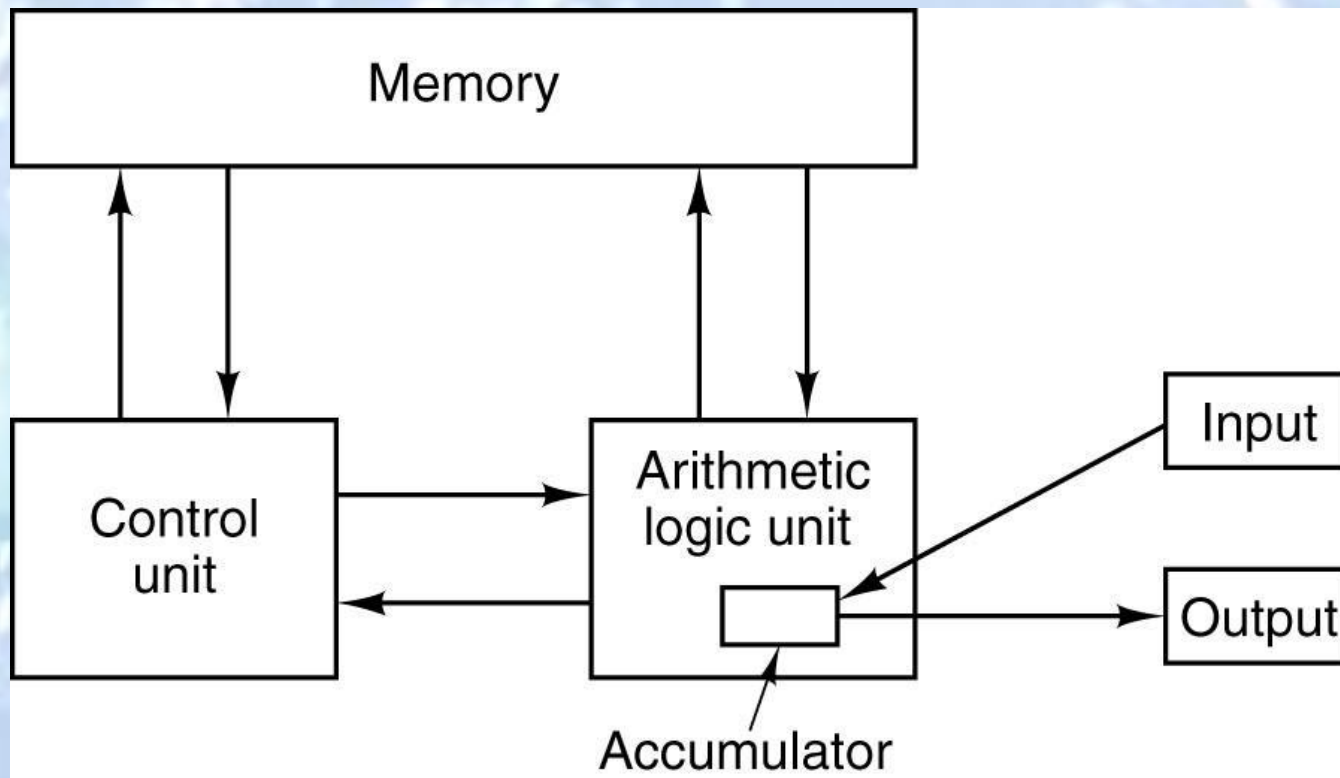 Memory
Control
unit
Arithmetic
logic unit
Input
Output
Accumulator